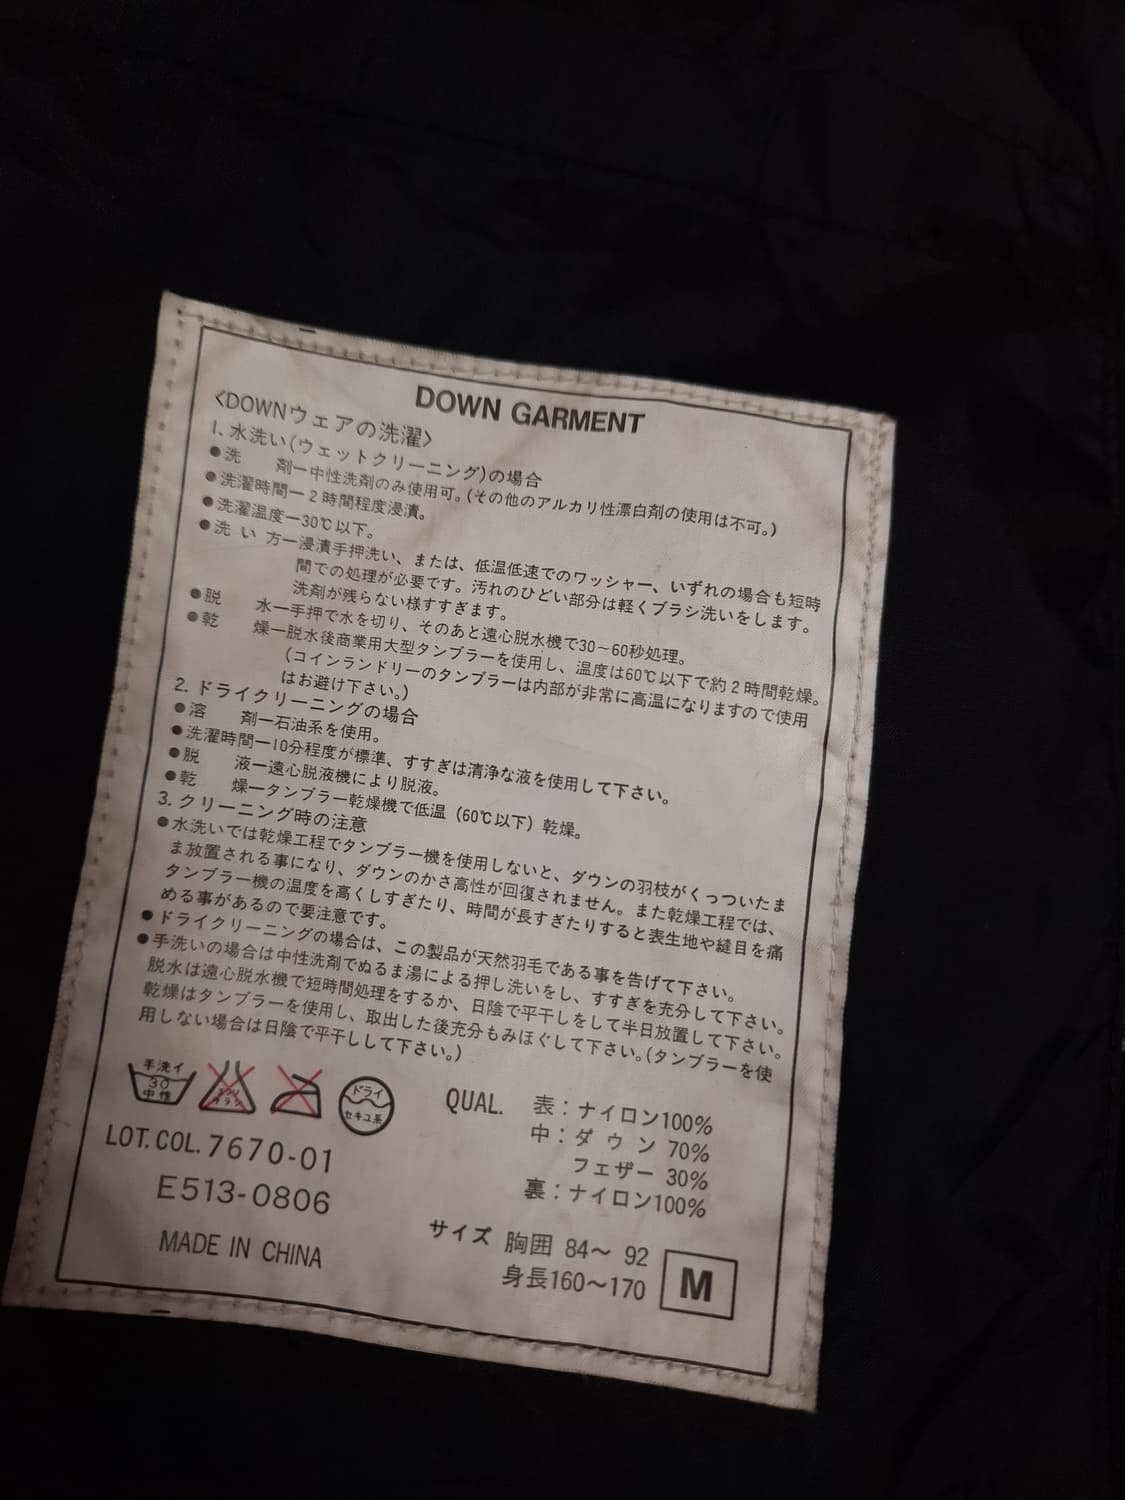 DOWN GARMENT
〈DOWNウェアの洗濯〉
1. 水洗い(ウェットクリーニング)の場合
●洗 剤ー中性洗剤のみ使用可。(その他のアルカリ性漂白剤の使用は不可。)
●洗濯時間ー2時間程度浸漬。
●洗濯温度ー30℃以下。
●洗い方ー浸漬手押洗い、または、低温低速でのワッシャー、いずれの場合も短時
間での処理が必要です。汚れのひどい部分は軽くブラシ洗いをします。
洗剤が残らない様すすぎます。
●脱 水ー手押で水を切り、そのあと遠心脱水機で30〜60秒処理。
●乾 燥ー脱水後商業用大型タンブラーを使用し、温度は60℃以下で約2時間乾燥。
(コインランドリーのタンブラーは内部が非常に高温になりますので使用
はお避け下さい。)
2. ドライクリーニングの場合
●溶 剤ー石油系を使用。
●洗濯時間ー10分程度が標準、すすぎは清浄な液を使用して下さい。
●脱 液ー遠心脱液機により脱液。
●乾 燥ータンブラー乾燥機で低温(60℃以下)乾燥。
3. クリーニング時の注意
●水洗いでは乾燥工程でタンブラー機を使用しないと、ダウンの羽枝がくっついたま
ま放置される事になり、ダウンのかさ高性が回復されません。また乾燥工程では、
タンブラー機の温度を高くしすぎたり、時間が長すぎたりすると表生地や縫目を痛
める事があるので要注意です。
●ドライクリーニングの場合は、この製品が天然羽毛である事を告げて下さい。
●手洗いの場合は中性洗剤でぬるま湯による押し洗いをし、すすぎを充分して下さい。
脱水は遠心脱水機で短時間処理をするか、日陰で平干しをして半日放置して下さい。
乾燥はタンブラーを使用し、取出した後充分もみほぐして下さい。(タンブラーを使
用しない場合は日陰で平干しして下さい。)
手洗イ
30
中性
エンソ
サラシ
ドライ
セキユ系
LOT. COL. 7670-01
E513-0806
MADE IN CHINA
QUAL. 表：ナイロン100%
中：ダウン 70%
フェザー 30%
裏：ナイロン100%
サイズ 胸囲 84〜 92
身長160〜170
M